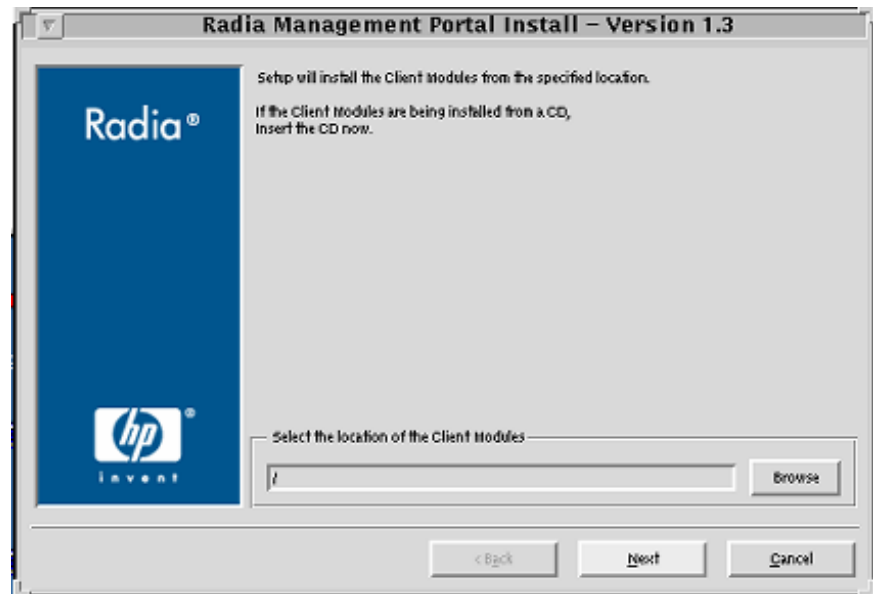 Radia Management Portal Install – Version 1.3
Radia®
Setup will install the Client Modules from the specified location.
If the Client Modules are being installed from a CD,
Insert the CD now.
hp®
invent
Select the location of the Client Modules
/
Browse
< Back
Next
Cancel